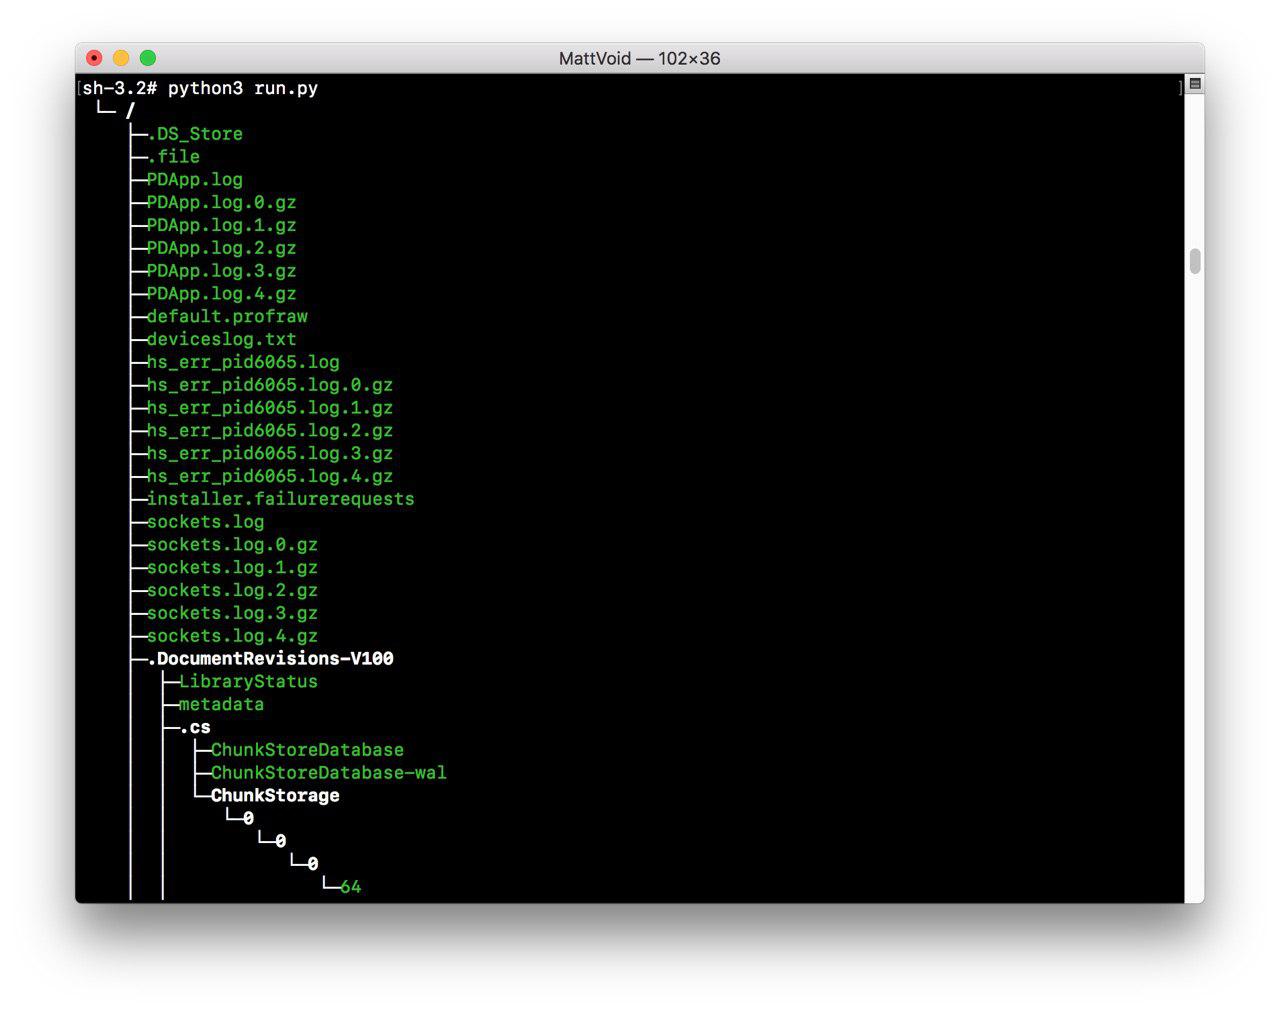 MattVoid — 102×36
[sh-3.2# python3 run.py ]
└─ /
├─.DS_Store
├─.file
├─PDApp.log
├─PDApp.log.0.gz
├─PDApp.log.1.gz
├─PDApp.log.2.gz
├─PDApp.log.3.gz
├─PDApp.log.4.gz
├─default.profraw
├─deviceslog.txt
├─hs_err_pid6065.log
├─hs_err_pid6065.log.0.gz
├─hs_err_pid6065.log.1.gz
├─hs_err_pid6065.log.2.gz
├─hs_err_pid6065.log.3.gz
├─hs_err_pid6065.log.4.gz
├─installer.failurerequests
├─sockets.log
├─sockets.log.0.gz
├─sockets.log.1.gz
├─sockets.log.2.gz
├─sockets.log.3.gz
├─sockets.log.4.gz
├─.DocumentRevisions-V100
│ ├─LibraryStatus
│ ├─metadata
│ ├─.cs
│ │ ├─ChunkStoreDatabase
│ │ ├─ChunkStoreDatabase-wal
│ │ └─ChunkStorage
│ │ └─0
│ │ └─0
│ │ └─0
│ │ └─64